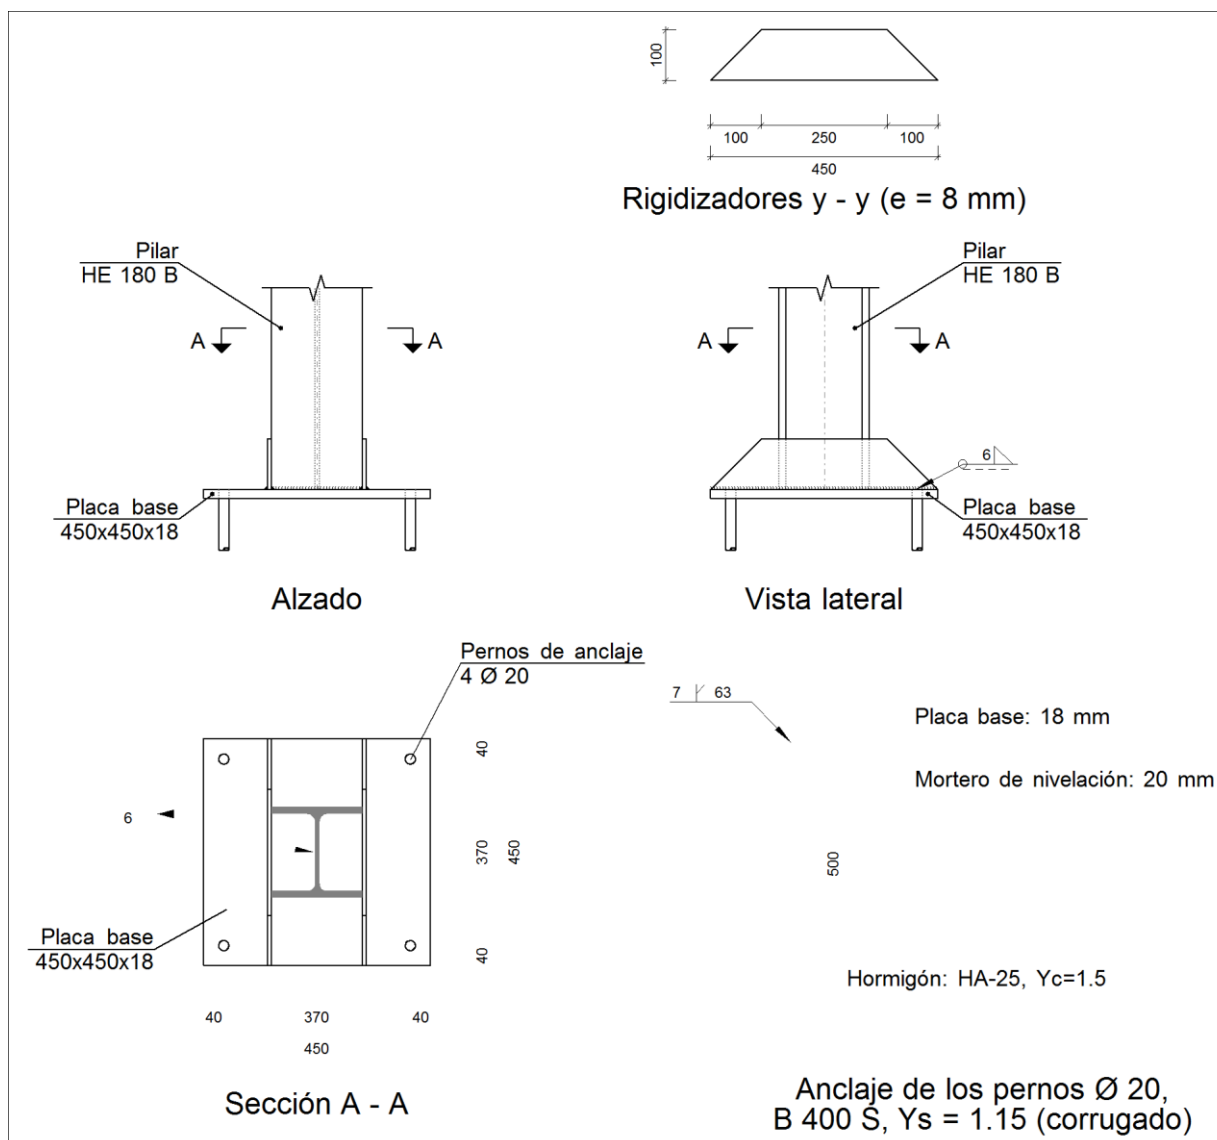 100
100 250 100
450
Rigidizadores y - y (e = 8 mm)
Pilar
HE 180 B
A A
Placa base
450x450x18
Alzado
Pilar
HE 180 B
A A
6
Placa base
450x450x18
Vista lateral
Pernos de anclaje
4 Ø 20
40
370 450
40
6
Placa base
450x450x18
40 370 40
450
Sección A - A
7 63
Placa base: 18 mm
Mortero de nivelación: 20 mm
500
Hormigón: HA-25, Yc=1.5
Anclaje de los pernos Ø 20,
B 400 S, Ys = 1.15 (corrugado)